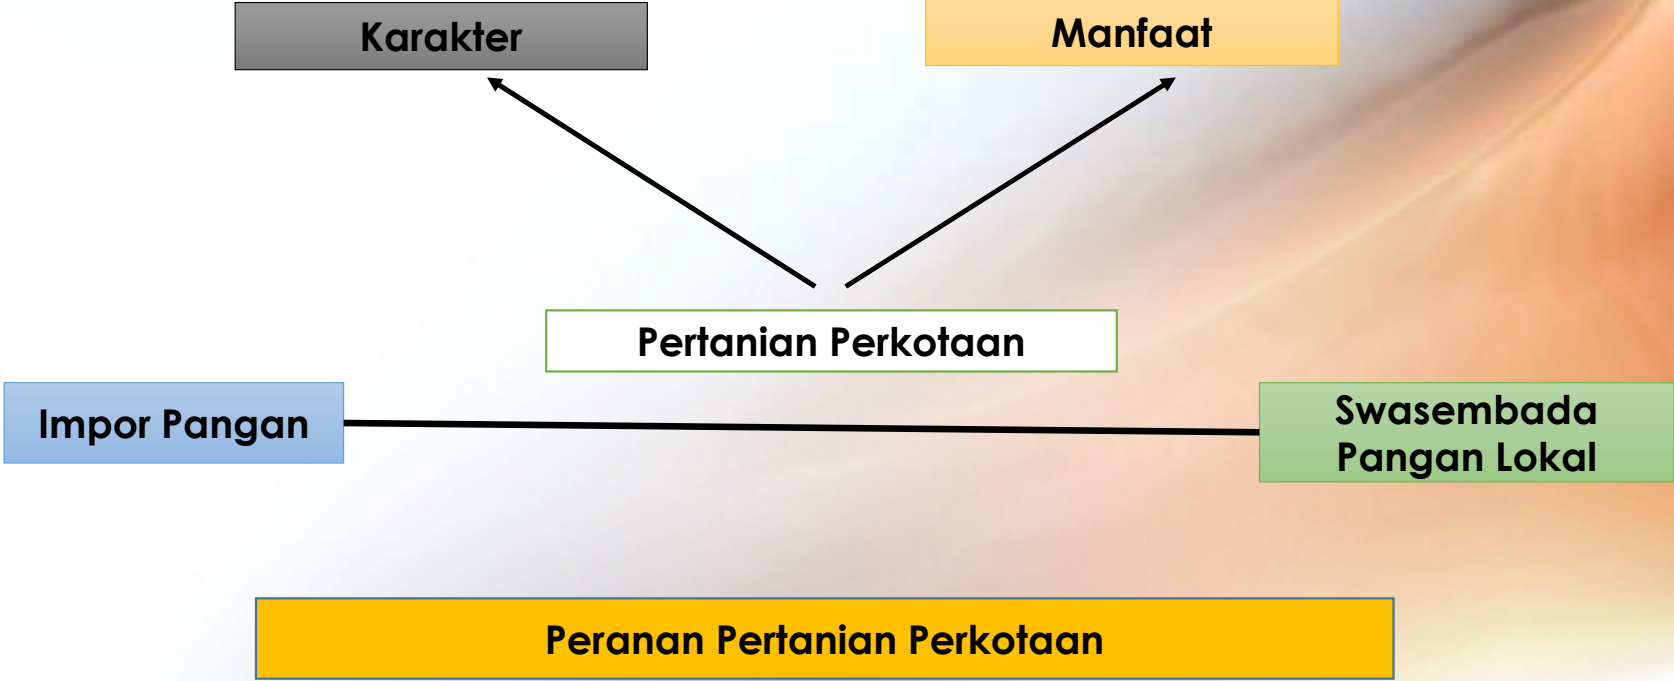 Karakter
Manfaat
Pertanian Perkotaan
Impor Pangan
Swasembada
Pangan Lokal
Peranan Pertanian Perkotaan